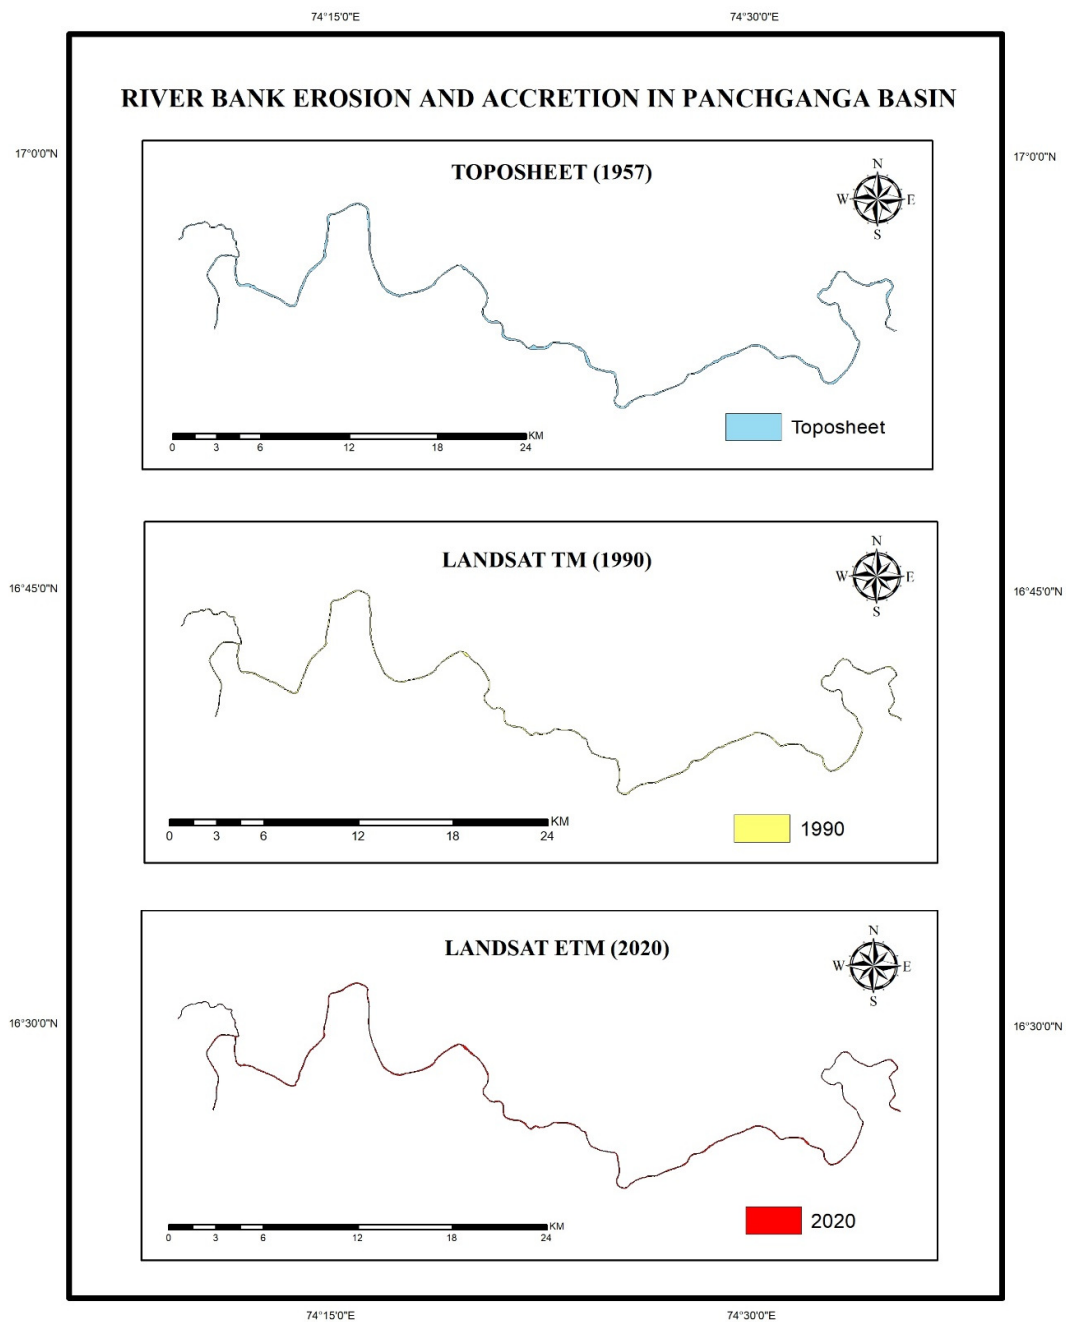 74°15'0"E 74°30'0"E
RIVER BANK EROSION AND ACCRETION IN PANCHGANGA BASIN
17°0'0"N 17°0'0"N
TOPOSHEET (1957)
N
W E
S
Toposheet
KM
0 3 6 12 18 24
LANDSAT TM (1990)
N
W E
S
16°45'0"N 16°45'0"N
KM
0 3 6 12 18 24
1990
LANDSAT ETM (2020)
N
W E
S
16°30'0"N 16°30'0"N
2020
KM
0 3 6 12 18 24
74°15'0"E 74°30'0"E